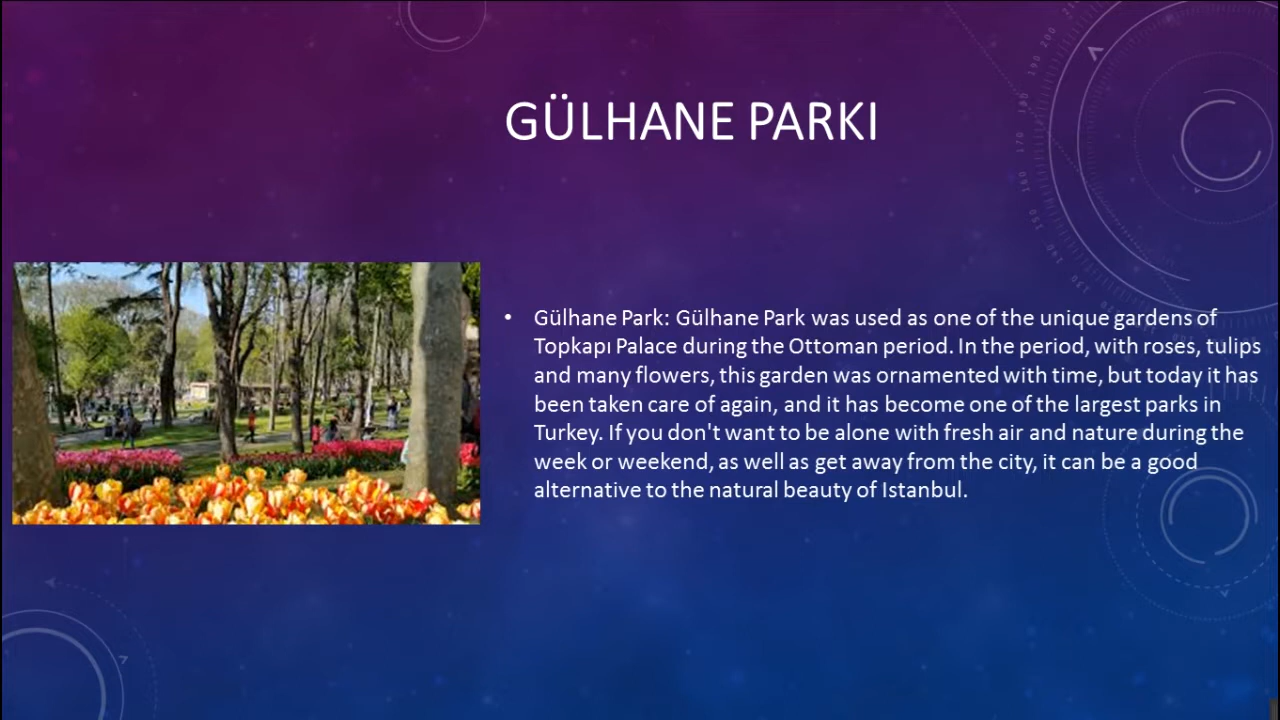 GÜLHANE PARKI
• Gülhane Park: Gülhane Park was used as one of the unique gardens of
Topkapı Palace during the Ottoman period. In the period, with roses, tulips
and many flowers, this garden was ornamented with time, but today it has
been taken care of again, and it has become one of the largest parks in
Turkey. If you don't want to be alone with fresh air and nature during the
week or weekend, as well as get away from the city, it can be a good
alternative to the natural beauty of Istanbul.